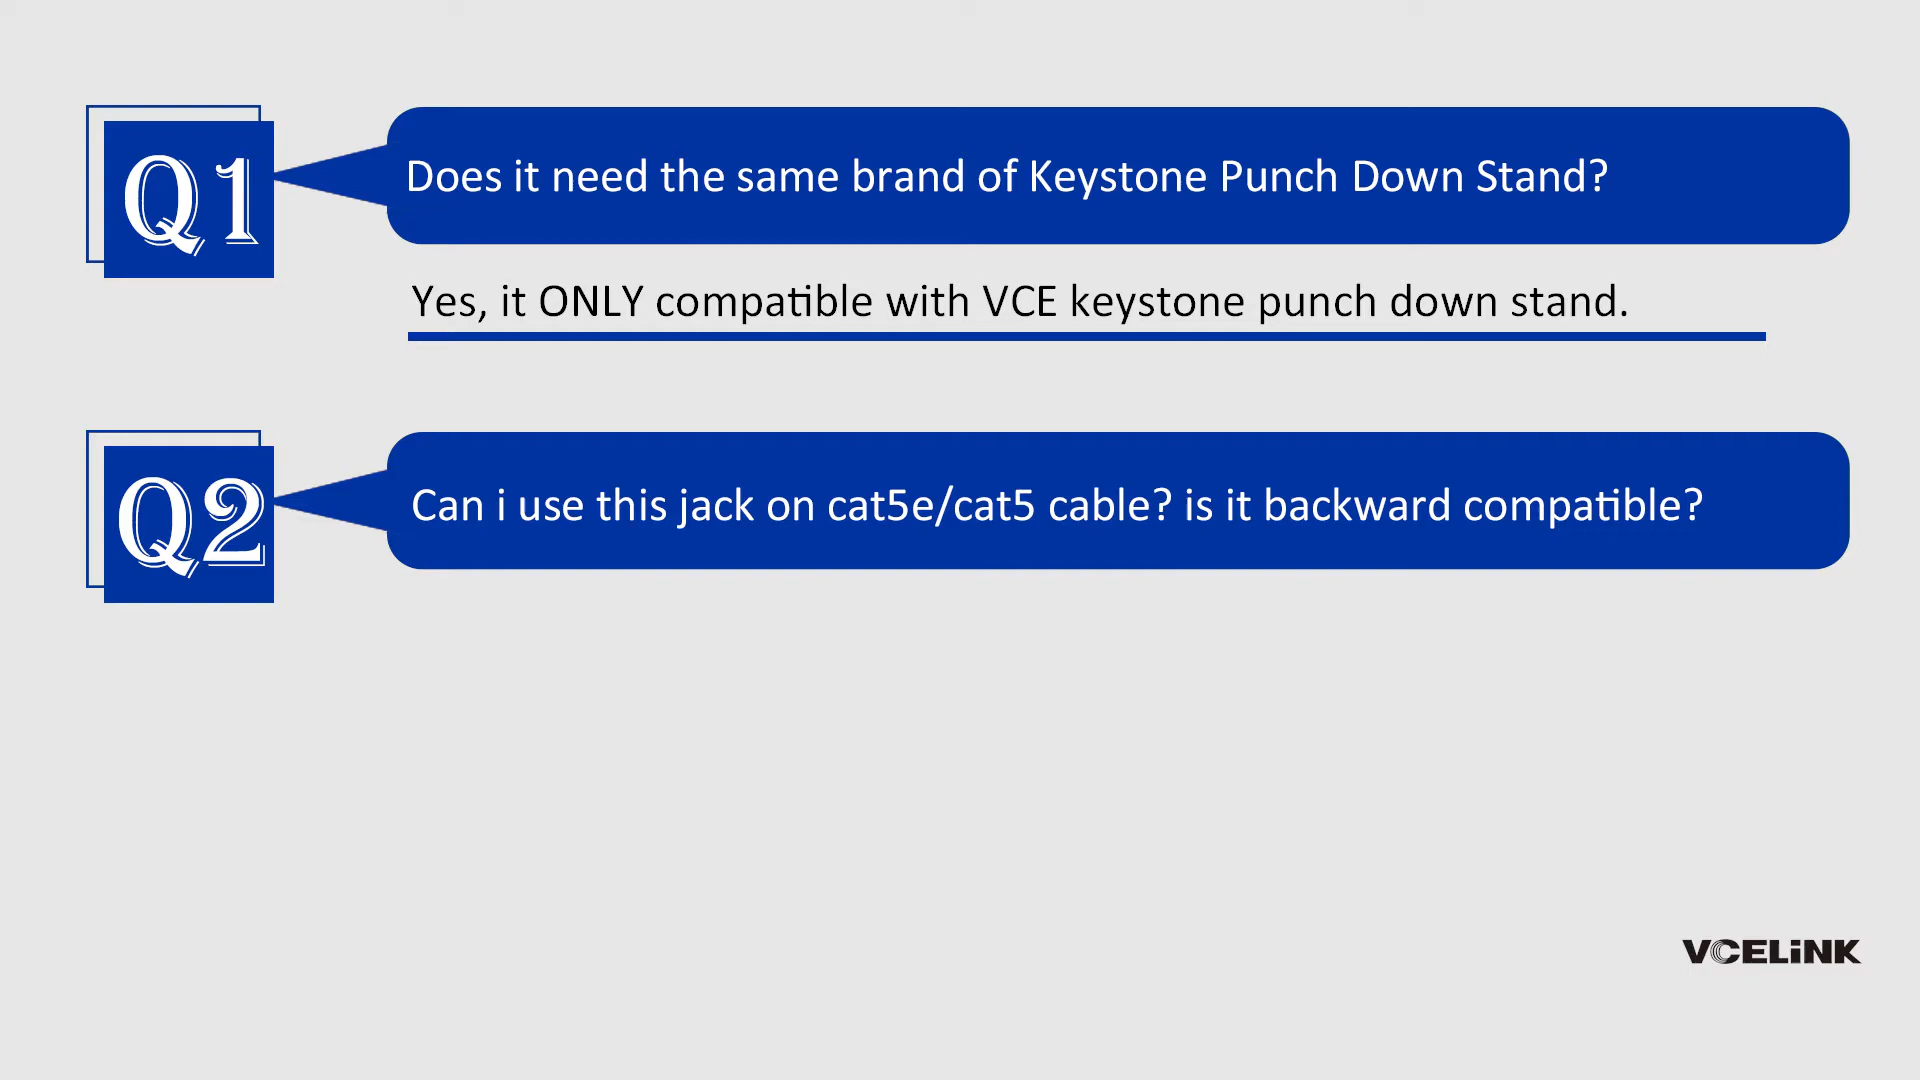 Q1
Does it need the same brand of Keystone Punch Down Stand?
Yes, it ONLY compatible with VCE keystone punch down stand.
Q2
Can i use this jack on cat5e/cat5 cable? is it backward compatible?
VCELiNK